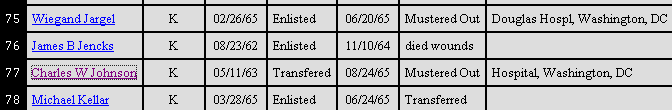 75 Wiegand Jargel K 02/26/65 Enlisted 06/20/65 Mustered Out Douglas Hospl, Washington, DC
76 James B Jencks K 08/23/62 Enlisted 11/10/64 died wounds
77 Charles W Johnson K 05/11/63 Transfered 08/24/65 Mustered Out Hospital, Washington, DC
78 Michael Kellar K 03/28/65 Enlisted 06/24/65 Transferred